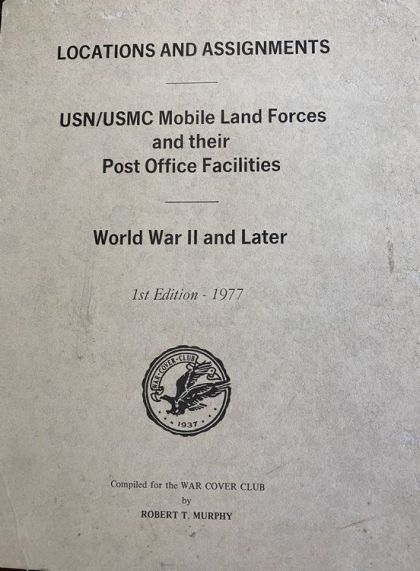 LOCATIONS AND ASSIGNMENTS
USN/USMC Mobile Land Forces
and their
Post Office Facilities
World War II and Later
1st Edition - 1977
WAR·COVER·CLUB
1937
Compiled for the WAR COVER CLUB
by
ROBERT T. MURPHY